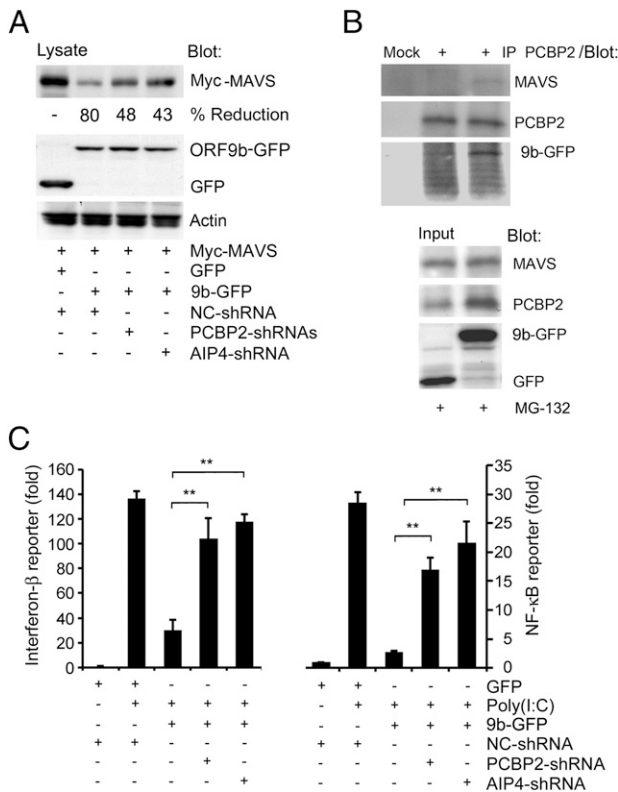 A
Lysate Blot:
Myc-MAVS
- 80 48 43 % Reduction
ORF9b-GFP
GFP
Actin
+ + + + Myc-MAVS
+ - - - GFP
- + + + 9b-GFP
+ + - - NC-shRNA
- - + - PCBP2-shRNAs
- - - + AIP4-shRNA
B
Mock + + IP PCBP2/Blot:
MAVS
PCBP2
9b-GFP
Input Blot:
MAVS
PCBP2
9b-GFP
GFP
+ + MG-132
C
Interferon-β reporter (fold)
160
140
120
100
80
60
40
20
0
**
**
+ + - - -
- + + + +
- - + + +
+ + + - -
- - - + -
- - - - +
**
**
35
30
25
20
15
10
5
0
NF-κB reporter (fold)
+ + - - - GFP
- + + + + Poly(I:C)
- - + + + 9b-GFP
+ + + - - NC-shRNA
- - - + - PCBP2-shRNA
- - - - + AIP4-shRNA